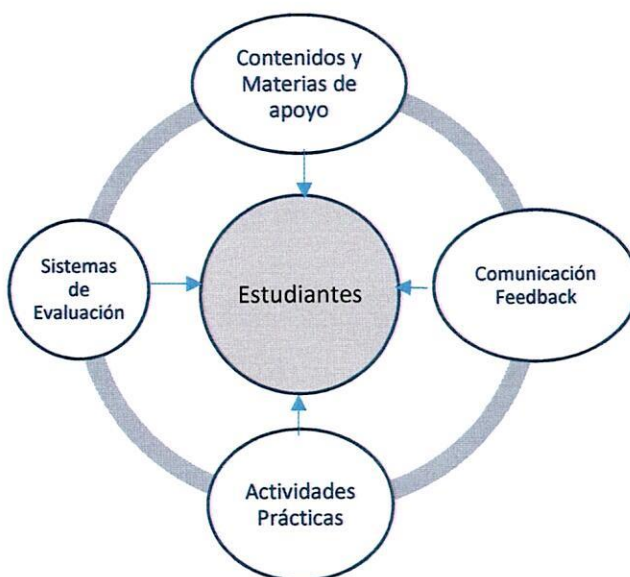 Contenidos y
Materias de
apoyo
Sistemas
de
Evaluación
Estudiantes
Comunicación
Feedback
Actividades
Prácticas